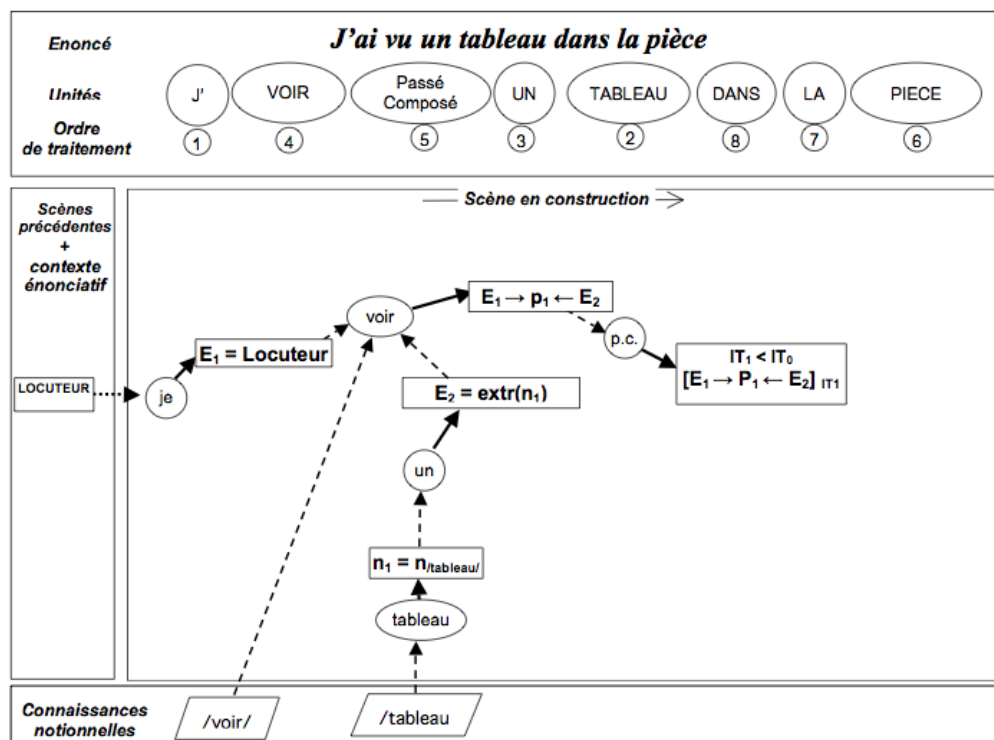 Enoncé
J'ai vu un tableau dans la pièce
Unités
J' VOIR Passé Composé UN TABLEAU DANS LA PIECE
Ordre de traitement
1 4 5 3 2 8 7 6
Scènes
précédentes
+
contexte
énonciatif
Scène en construction
E1 → p1 ← E2
voir
p.c.
E1 = Locuteur
IT1 < IT0
[E1 → P1 ← E2] IT1
LOCUTEUR
je
E2 = extr(n1)
un
n1 = n/tableau/
tableau
Connaissances
notionnelles
/voir/
/tableau